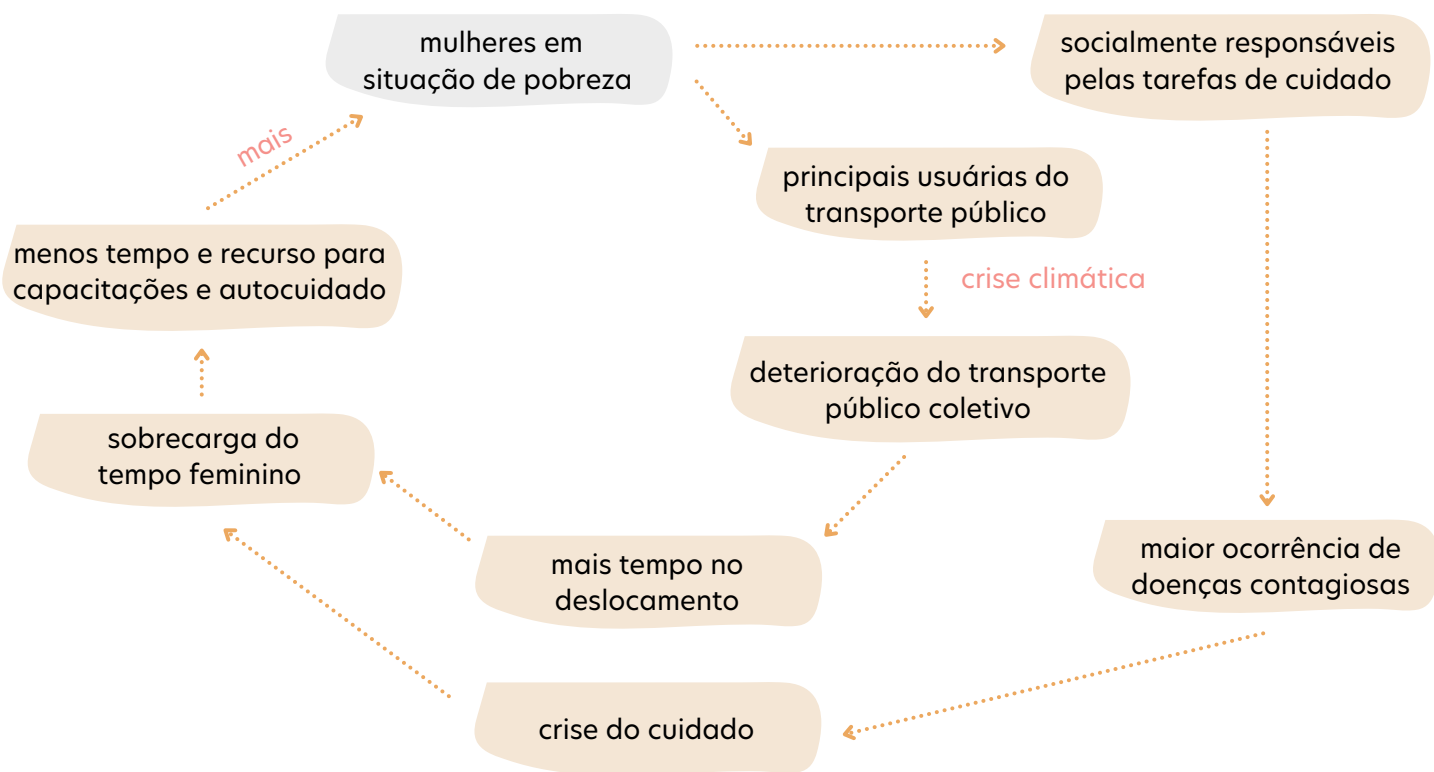 mulheres em
situação de pobreza
socialmente responsáveis
pelas tarefas de cuidado
mais
principais usuárias do
transporte público
menos tempo e recurso para
capacitações e autocuidado
crise climática
deterioração do transporte
público coletivo
sobrecarga do
tempo feminino
mais tempo no
deslocamento
maior ocorrência de
doenças contagiosas
crise do cuidado